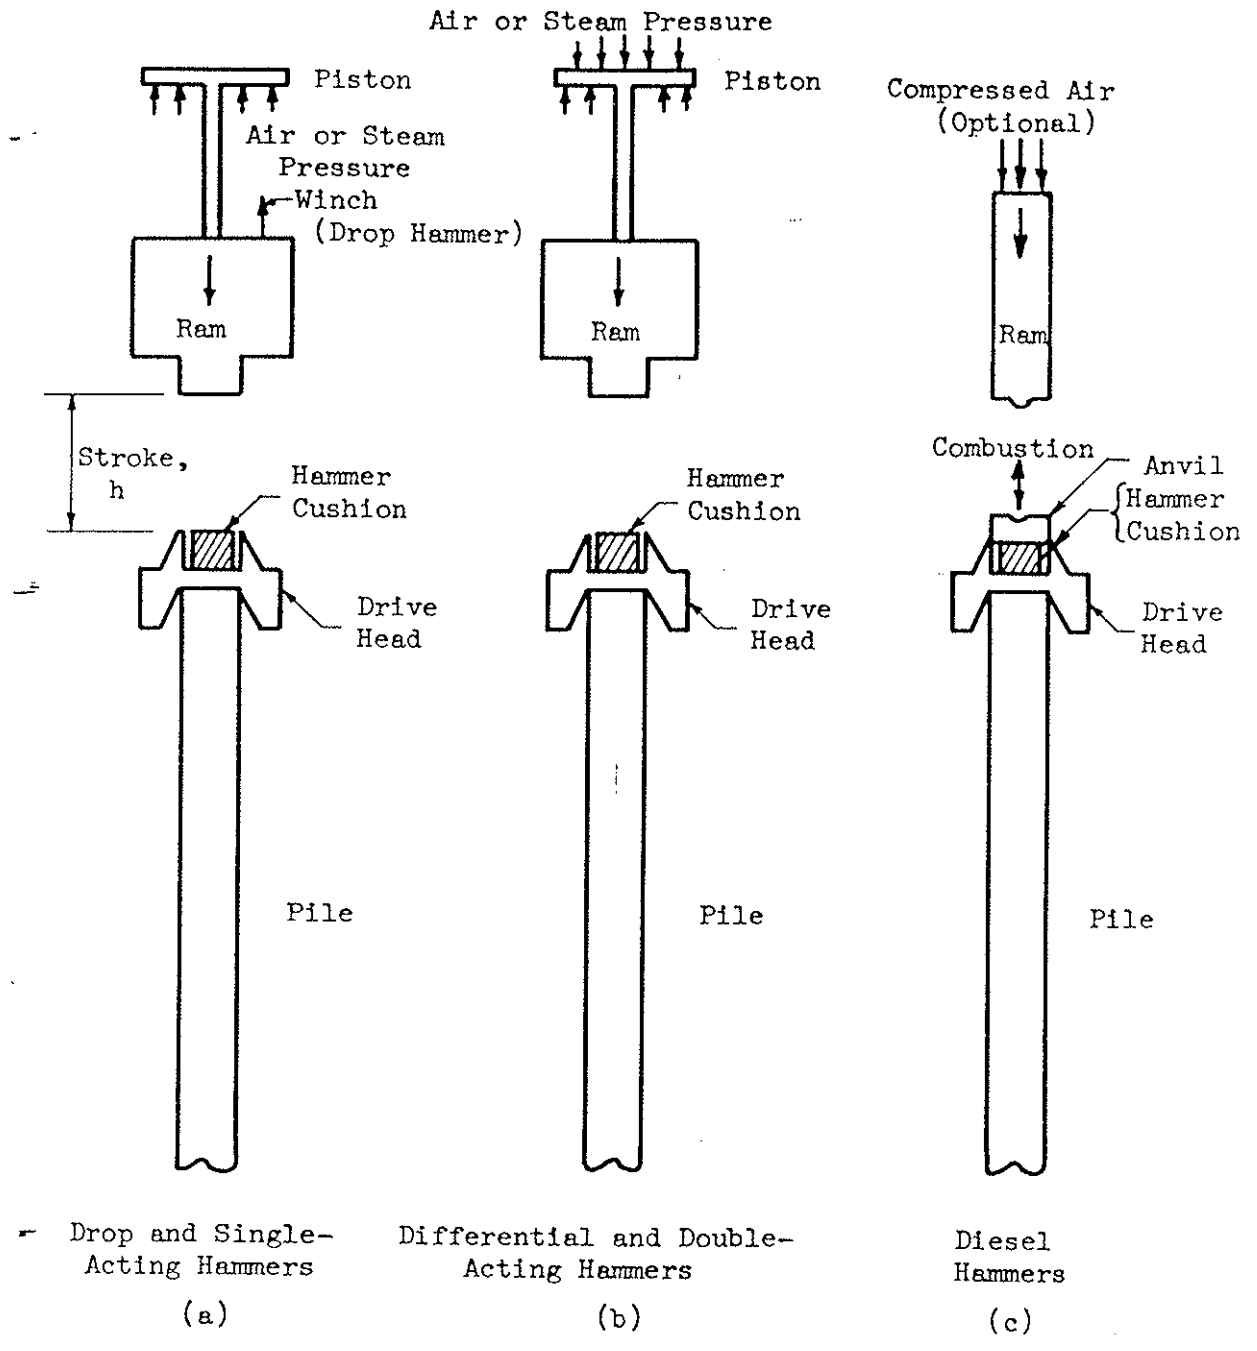 Air or Steam Pressure
Piston
Air or Steam
Pressure
Winch
(Drop Hammer)
Ram
Stroke,
h
Hammer
Cushion
Drive
Head
Pile
Drop and Single-
Acting Hammers
(a)
Piston
Ram
Hammer
Cushion
Drive
Head
Pile
Differential and Double-
Acting Hammers
(b)
Compressed Air
(Optional)
Ram
Combustion
Anvil
Hammer
Cushion
Drive
Head
Pile
Diesel
Hammers
(c)